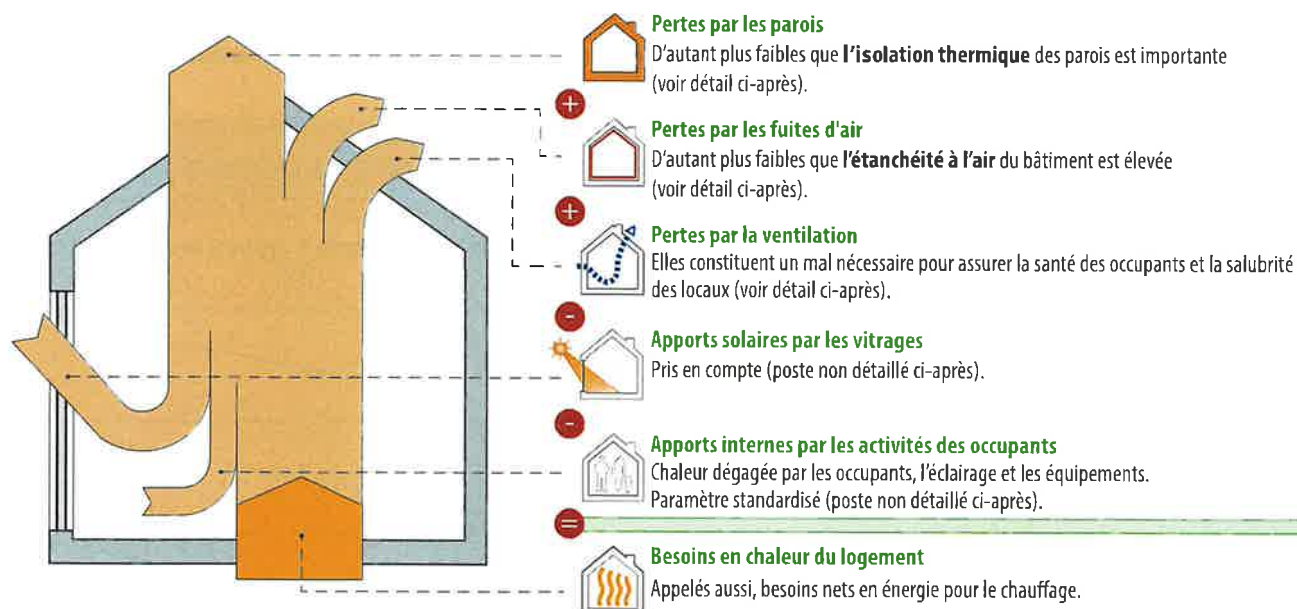 Pertes par les parois
D'autant plus faibles que l'isolation thermique des parois est importante
(voir détail ci-après).
+
Pertes par les fuites d'air
D'autant plus faibles que l'étanchéité à l'air du bâtiment est élevée
(voir détail ci-après).
+
Pertes par la ventilation
Elles constituent un mal nécessaire pour assurer la santé des occupants et la salubrité
des locaux (voir détail ci-après).
-
Apports solaires par les vitrages
Pris en compte (poste non détaillé ci-après).
-
Apports internes par les activités des occupants
Chaleur dégagée par les occupants, l'éclairage et les équipements.
Paramètre standardisé (poste non détaillé ci-après).
=
Besoins en chaleur du logement
Appelés aussi, besoins nets en énergie pour le chauffage.